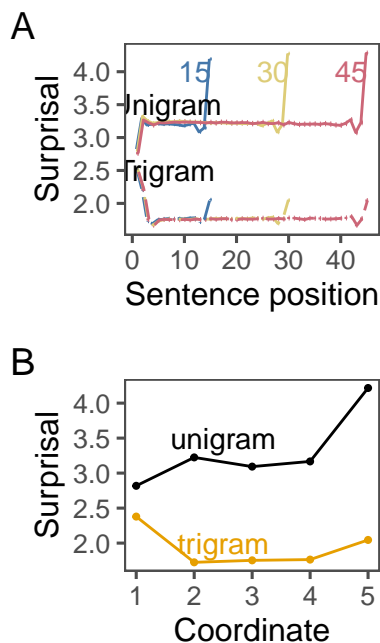 A
Surprisal
4.0
3.5
3.0
2.5
2.0
15 30 45
Unigram
Trigram
0 10 20 30 40
Sentence position
B
Surprisal
4.0
3.5
3.0
2.5
2.0
unigram
trigram
1 2 3 4 5
Coordinate